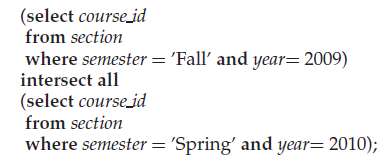 (select course_id
from section
where semester = ’Fall’ and year= 2009)
intersect all
(select course_id
from section
where semester = ’Spring’ and year= 2010);